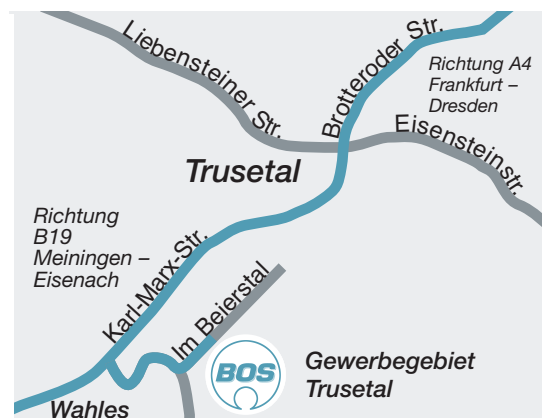 Liebensteiner Str.
Brotteroder Str.
Richtung A4
Frankfurt –
Dresden
Eisensteinstr.
Trusetal
Richtung
B19
Meiningen –
Eisenach
Karl-Marx-Str.
Im Beierstal
BOS
Gewerbegebiet
Trusetal
Wahles